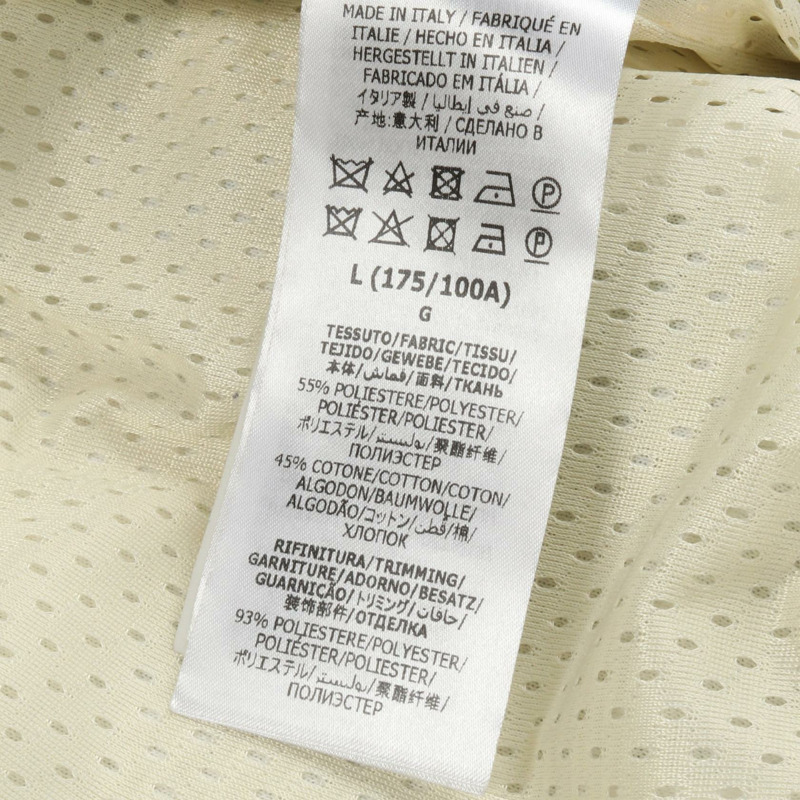 MADE IN ITALY / FABRIQUÉ EN
ITALIE / HECHO EN ITALIA /
HERGESTELLT IN ITALIEN /
FABRICADO EM ITÁLIA /
イタリア製 / صنع في إيطاليا /
产地:意大利 / СДЕЛАНО В
ИТАЛИИ
P
P
L (175/100A)
G
TESSUTO/FABRIC/TISSU/
TEJIDO/GEWEBE/TECIDO/
本体/قماش/面料/ТКАНЬ
55% POLIESTERE/POLYESTER/
POLIÉSTER/POLIESTER/
ポリエステル/بوليستر/聚酯纤维/
ПОЛИЭСТЕР
45% COTONE/COTTON/COTON/
ALGODON/BAUMWOLLE/
ALGODÃO/コットン/قطن/棉/
ХЛОПОК
RIFINITURA/TRIMMING/
GARNITURE/ADORNO/BESATZ/
GUARNIÇÃO/トリミング/حافات/
装饰部件/ОТДЕЛКА
93% POLIESTERE/POLYESTER/
POLIÉSTER/POLIESTER/
ポリエステル/بوليستر/聚酯纤维/
ПОЛИЭСТЕР